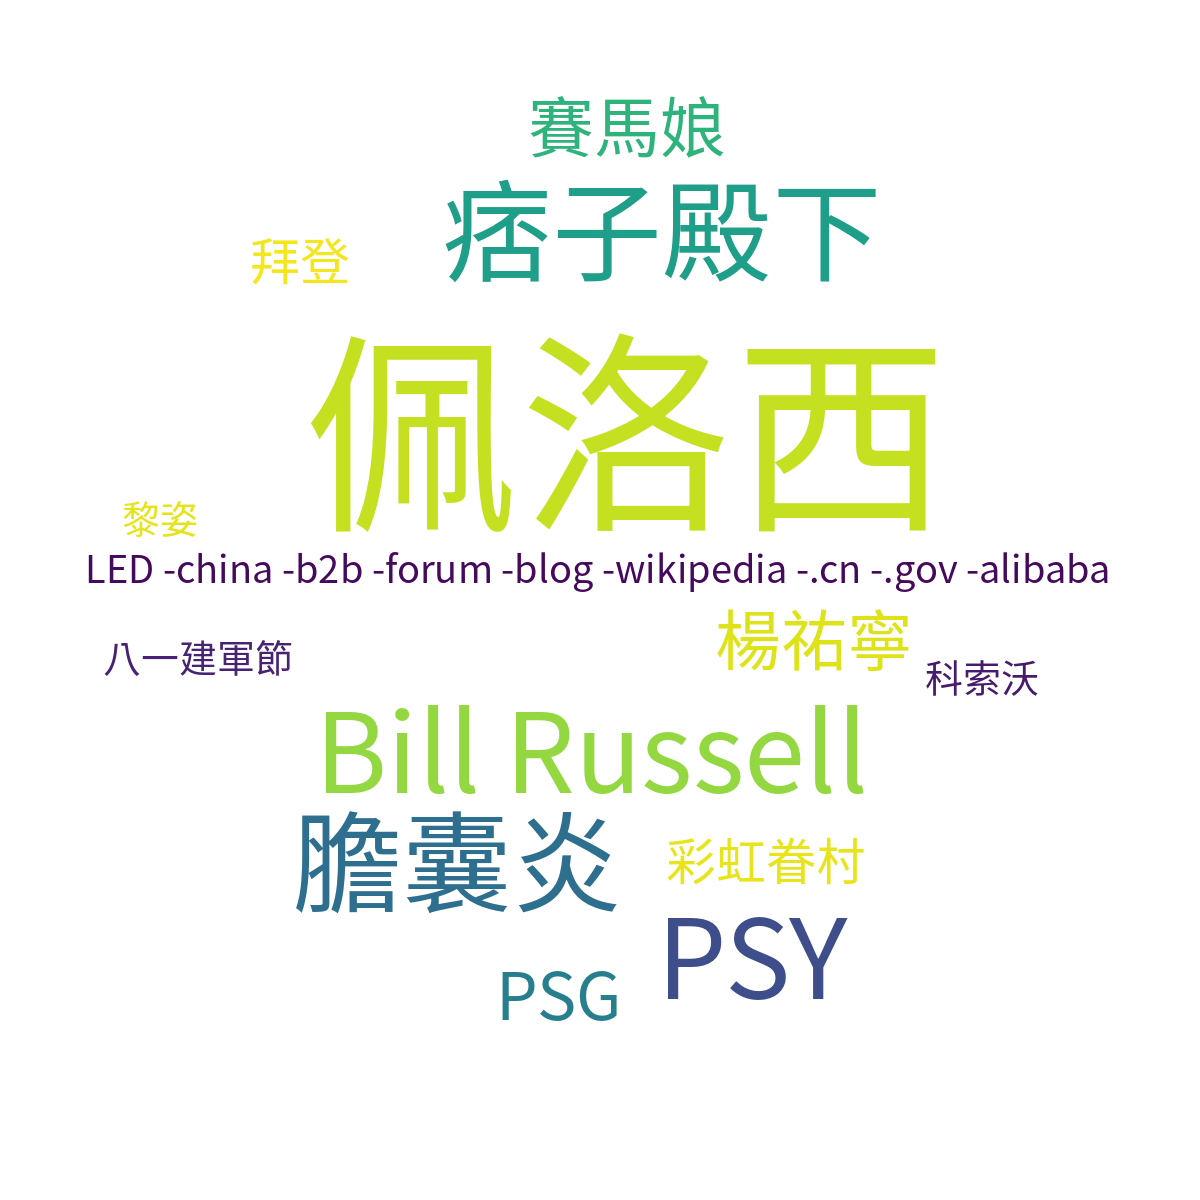 賽馬娘
痞子殿下
拜登
佩洛西
黎姿
LED -china -b2b -forum -blog -wikipedia -.cn -.gov -alibaba
楊祐寧
八一建軍節
科索沃
Bill Russell
膽囊炎
彩虹眷村
PSY
PSG